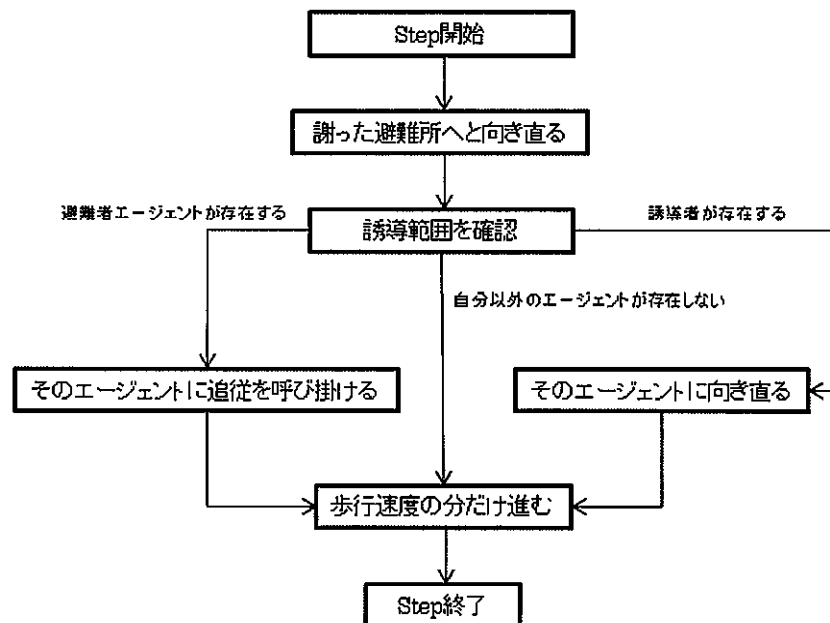 Step開始
謝った避難所へと向き直る
避難者エージェントが存在する
誘導範囲を確認
誘導者が存在する
自分以外のエージェントが存在しない
そのエージェントに追従を呼び掛ける
そのエージェントに向き直る
歩行速度の分だけ進む
Step終了